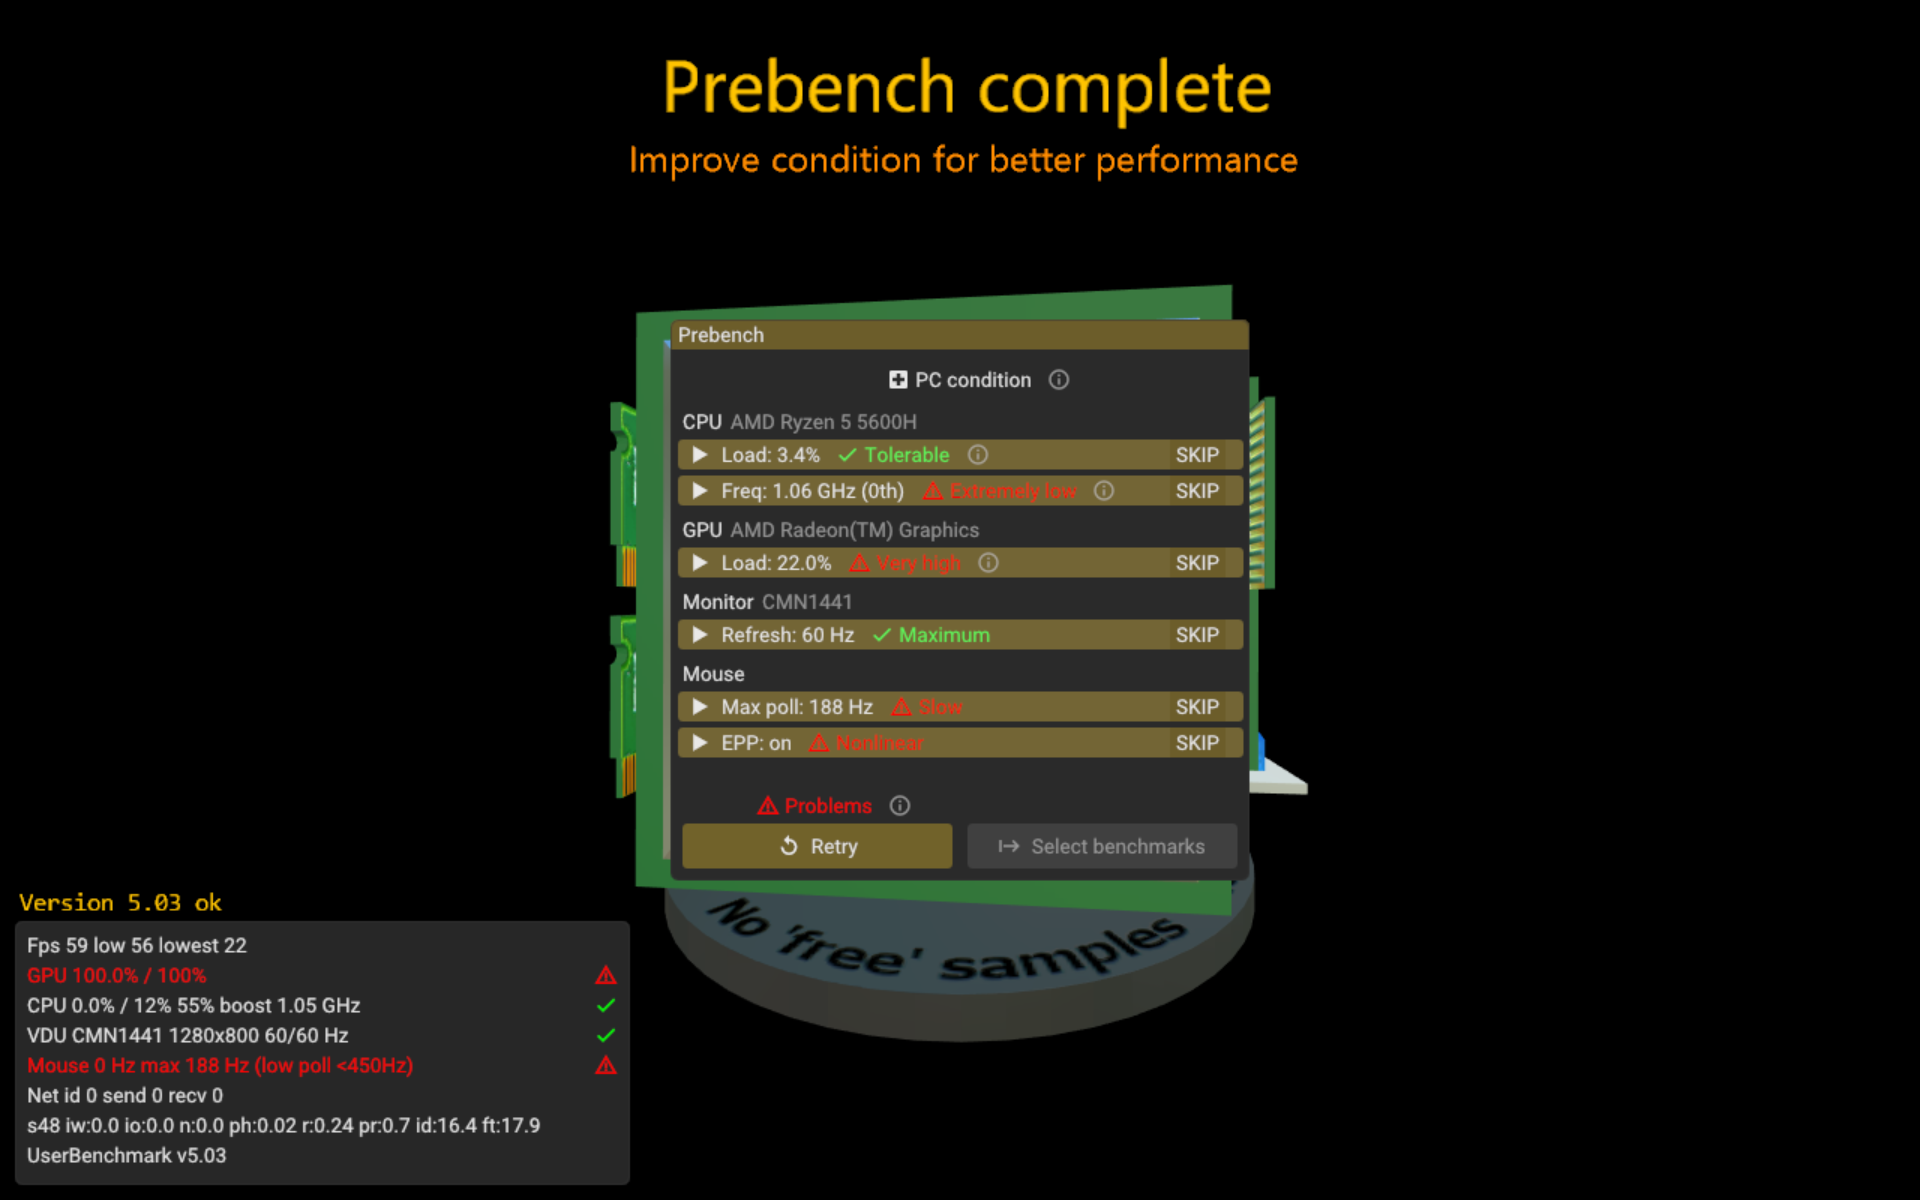 Prebench complete
Improve condition for better performance
Prebench
PC condition
CPU AMD Ryzen 5 5600H
Load: 3.4% Tolerable SKIP
Freq: 1.06 GHz (0th) Extremely low SKIP
GPU AMD Radeon(TM) Graphics
Load: 22.0% Very high SKIP
Monitor CMN1441
Refresh: 60 Hz Maximum SKIP
Mouse
Max poll: 188 Hz Slow SKIP
EPP: on Nonlinear SKIP
Problems
Retry Select benchmarks
No 'free' samples
Version 5.03 ok
Fps 59 low 56 lowest 22
GPU 100.0% / 100%
CPU 0.0% / 12% 55% boost 1.05 GHz
VDU CMN1441 1280x800 60/60 Hz
Mouse 0 Hz max 188 Hz (low poll <450Hz)
Net id 0 send 0 recv 0
s48 iw:0.0 io:0.0 n:0.0 ph:0.02 r:0.24 pr:0.7 id:16.4 ft:17.9
UserBenchmark v5.03